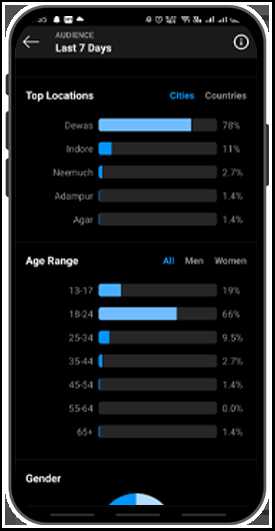 AUDIENCE
Last 7 Days
Top Locations Cities Countries
Dewas 78%
Indore 11%
Neemuch 2.7%
Adampur 1.4%
Agar 1.4%
Age Range All Men Women
13-17 19%
18-24 66%
25-34 9.5%
35-44 2.7%
45-54 1.4%
55-64 0.0%
65+ 1.4%
Gender